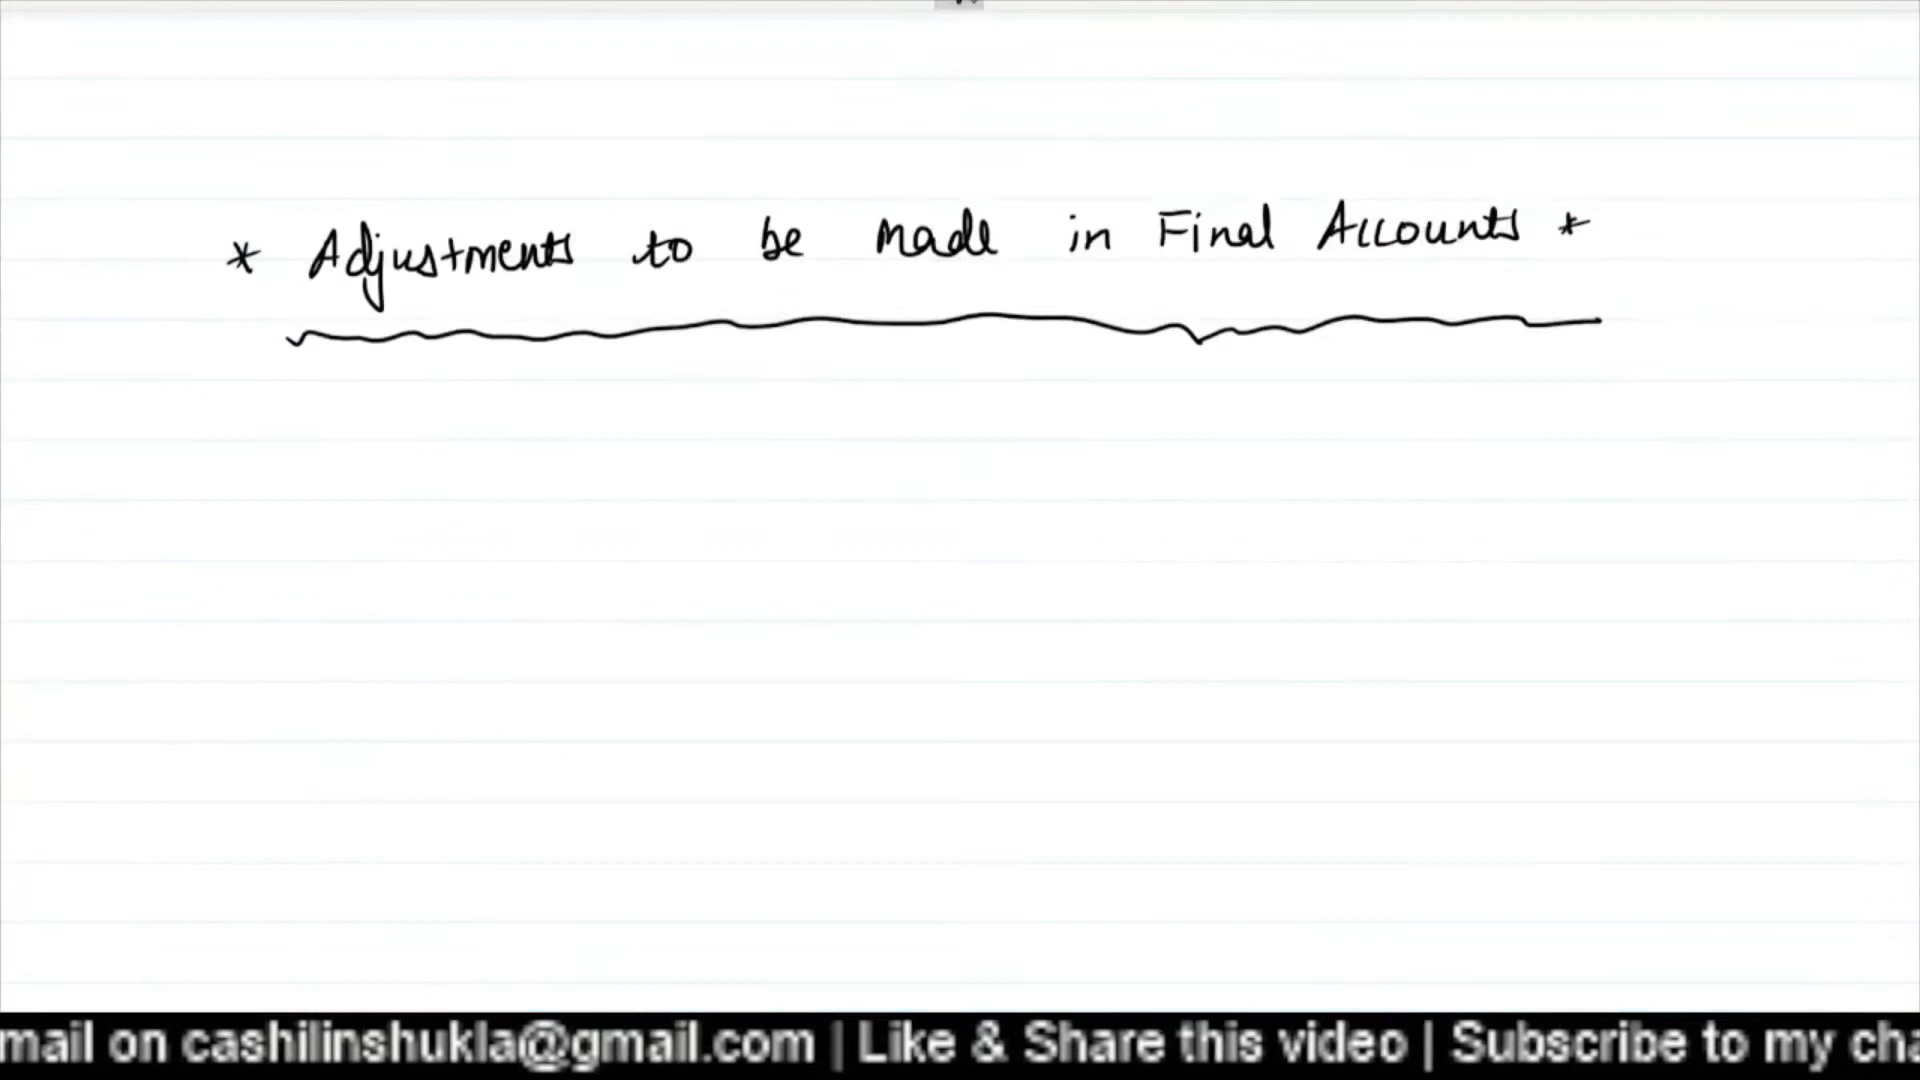 * Adjustments to be made in Final Accounts *
mail on cashilinshukla@gmail.com | Like & Share this video | Subscribe to my cha